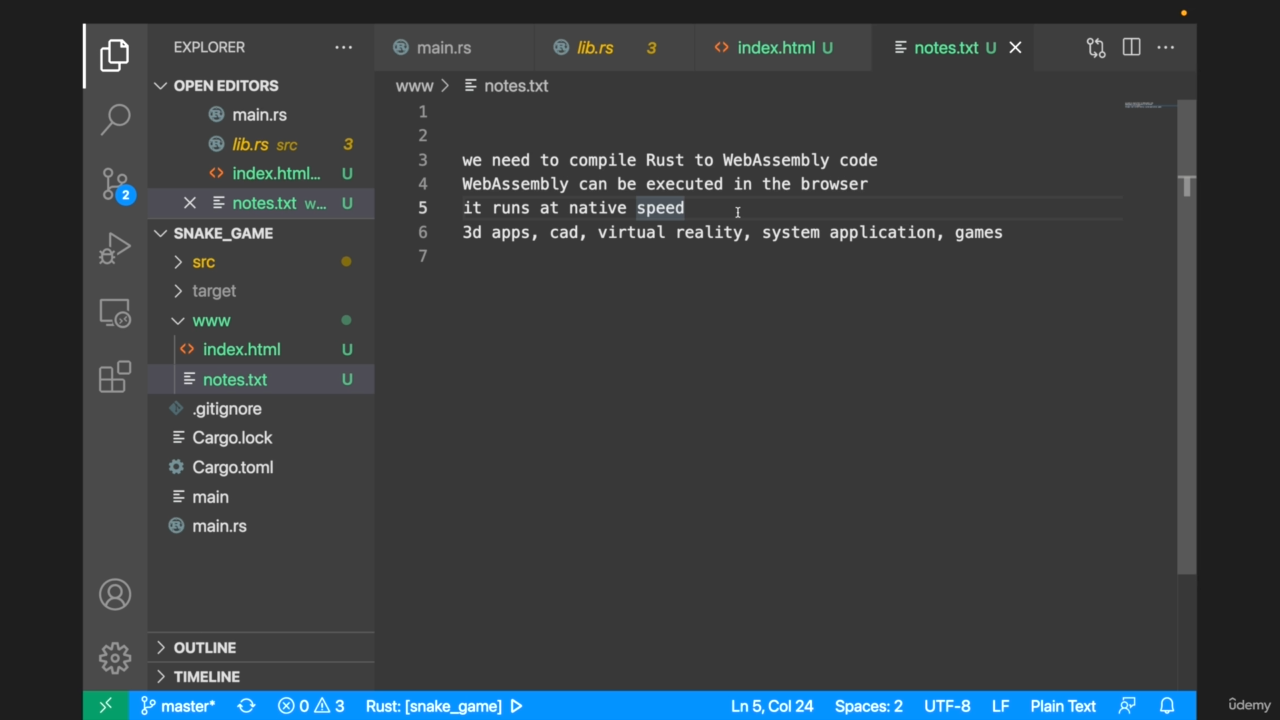 EXPLORER
OPEN EDITORS
main.rs
lib.rs src 3
index.html... U
notes.txt w... U
SNAKE_GAME
src
target
www
index.html U
notes.txt U
.gitignore
Cargo.lock
Cargo.toml
main
main.rs
OUTLINE
TIMELINE
main.rs lib.rs 3 index.html U notes.txt U
www > notes.txt
1
2
3 we need to compile Rust to WebAssembly code
4 WebAssembly can be executed in the browser
5 it runs at native speed
6 3d apps, cad, virtual reality, system application, games
7
2
master* 0 3 Rust: [snake_game] Ln 5, Col 24 Spaces: 2 UTF-8 LF Plain Text
ûdemy